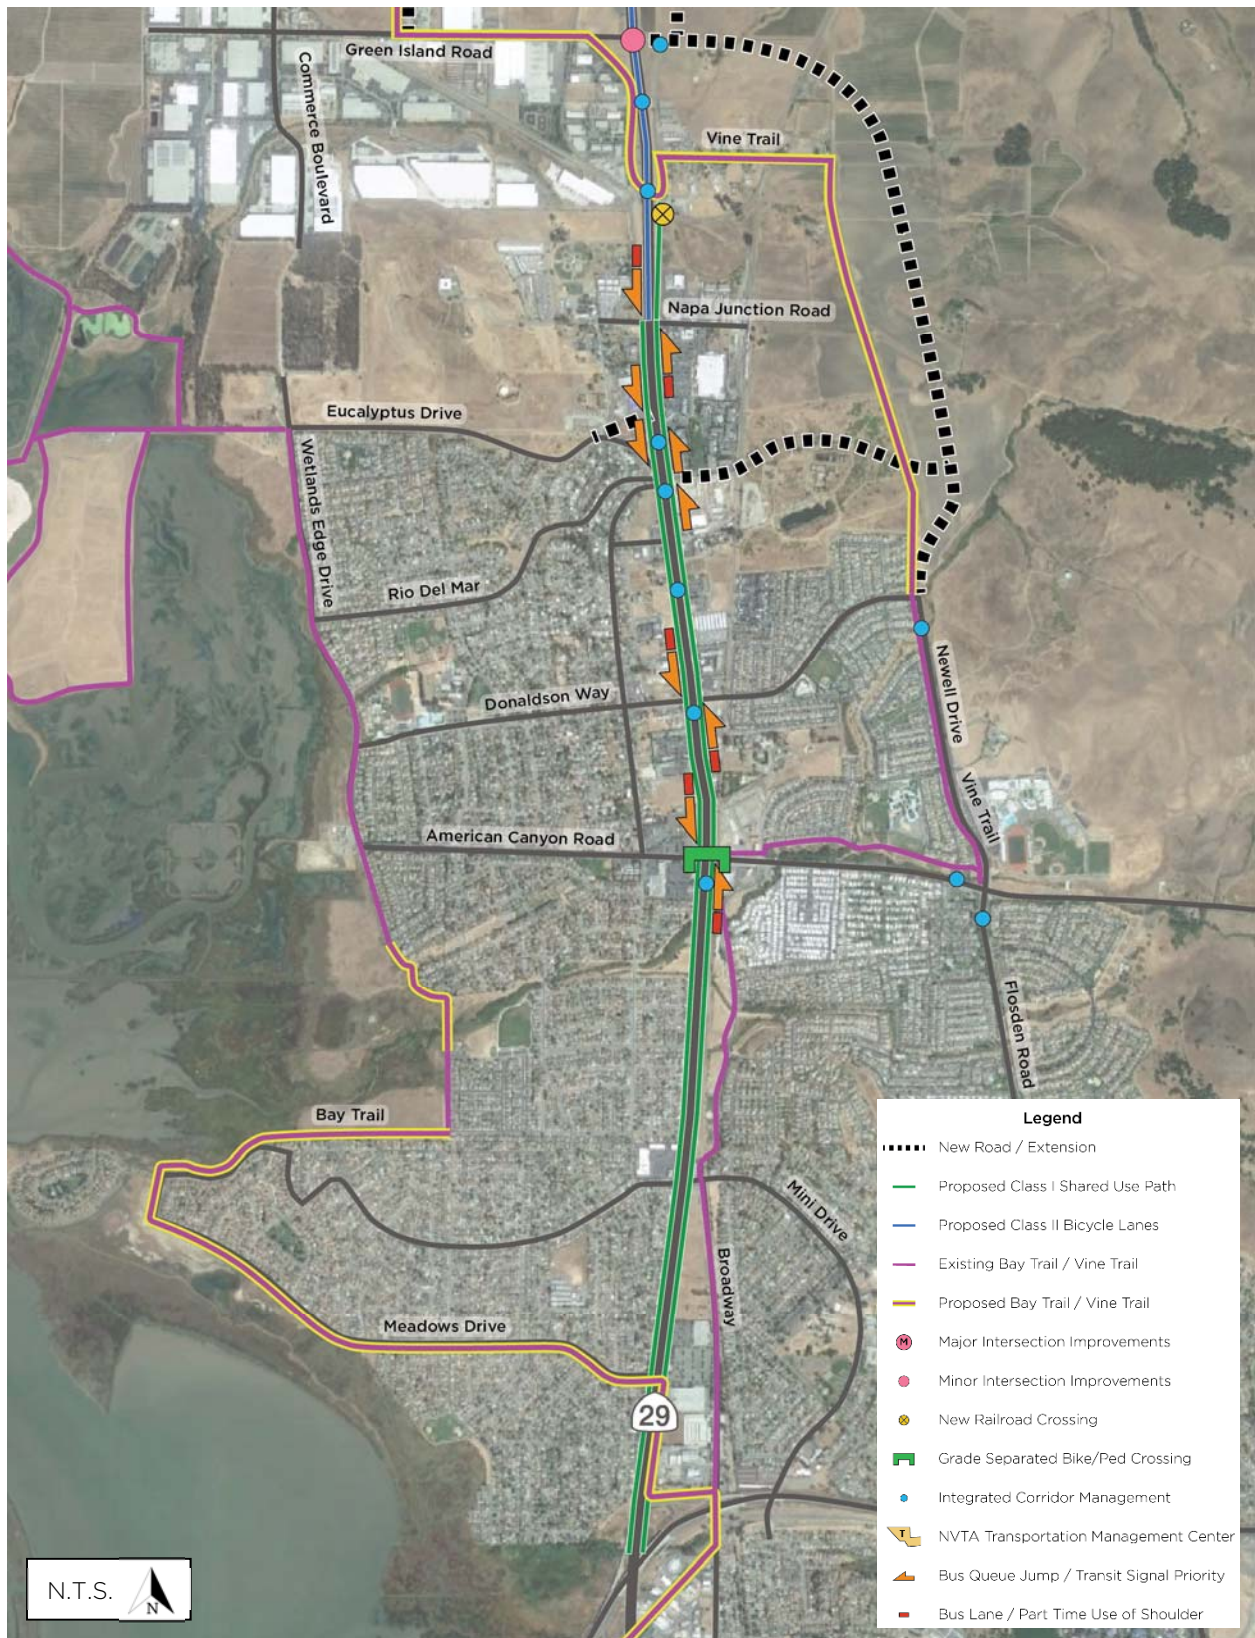 Green Island Road
Commerce Boulevard
Vine Trail
Napa Junction Road
Eucalyptus Drive
Wetlands Edge Drive
Rio Del Mar
Donaldson Way
Newell Drive
Vine Trail
American Canyon Road
Flosden Road
Bay Trail
Mini Drive
Broadway
Meadows Drive
29
Legend
New Road / Extension
Proposed Class I Shared Use Path
Proposed Class II Bicycle Lanes
Existing Bay Trail / Vine Trail
Proposed Bay Trail / Vine Trail
M Major Intersection Improvements
Minor Intersection Improvements
New Railroad Crossing
Grade Separated Bike/Ped Crossing
Integrated Corridor Management
T NVTA Transportation Management Center
Bus Queue Jump / Transit Signal Priority
Bus Lane / Part Time Use of Shoulder
N.T.S.
N